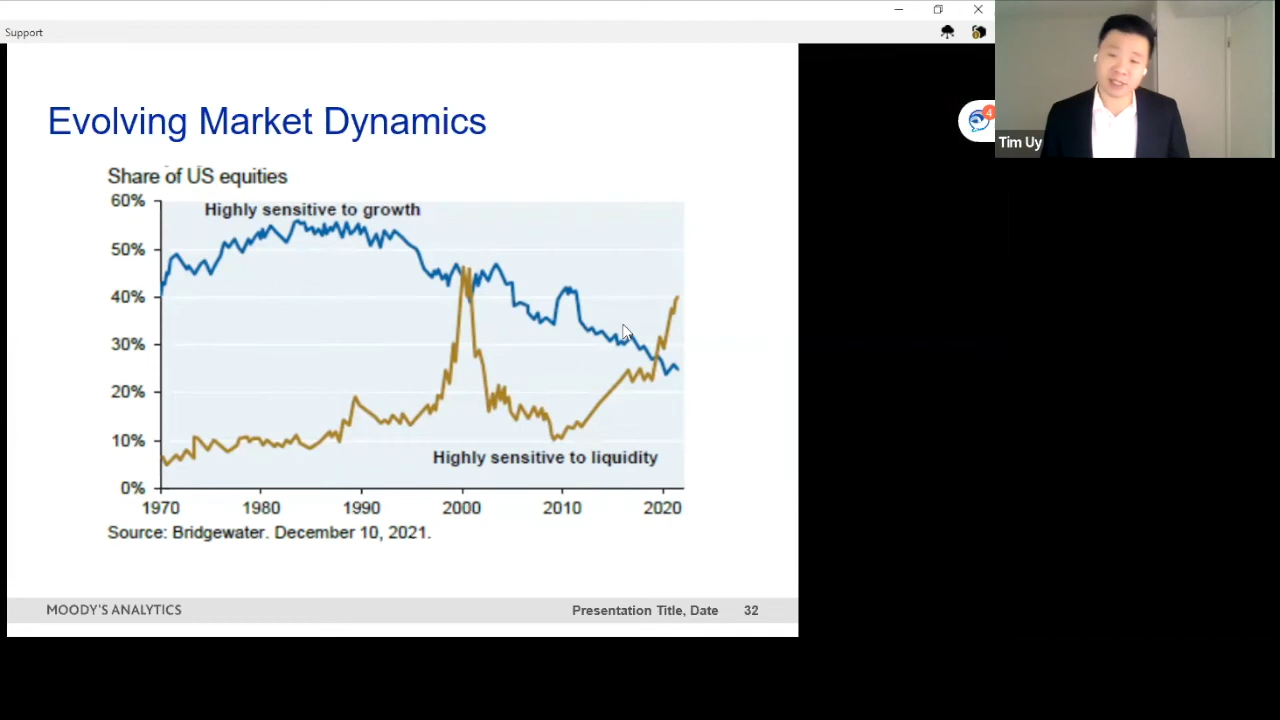 Support
4
Tim Uy
Evolving Market Dynamics
Share of US equities
60%
Highly sensitive to growth
50%
40%
30%
20%
10%
Highly sensitive to liquidity
0%
1970 1980 1990 2000 2010 2020
Source: Bridgewater. December 10, 2021.
MOODY'S ANALYTICS Presentation Title, Date 32